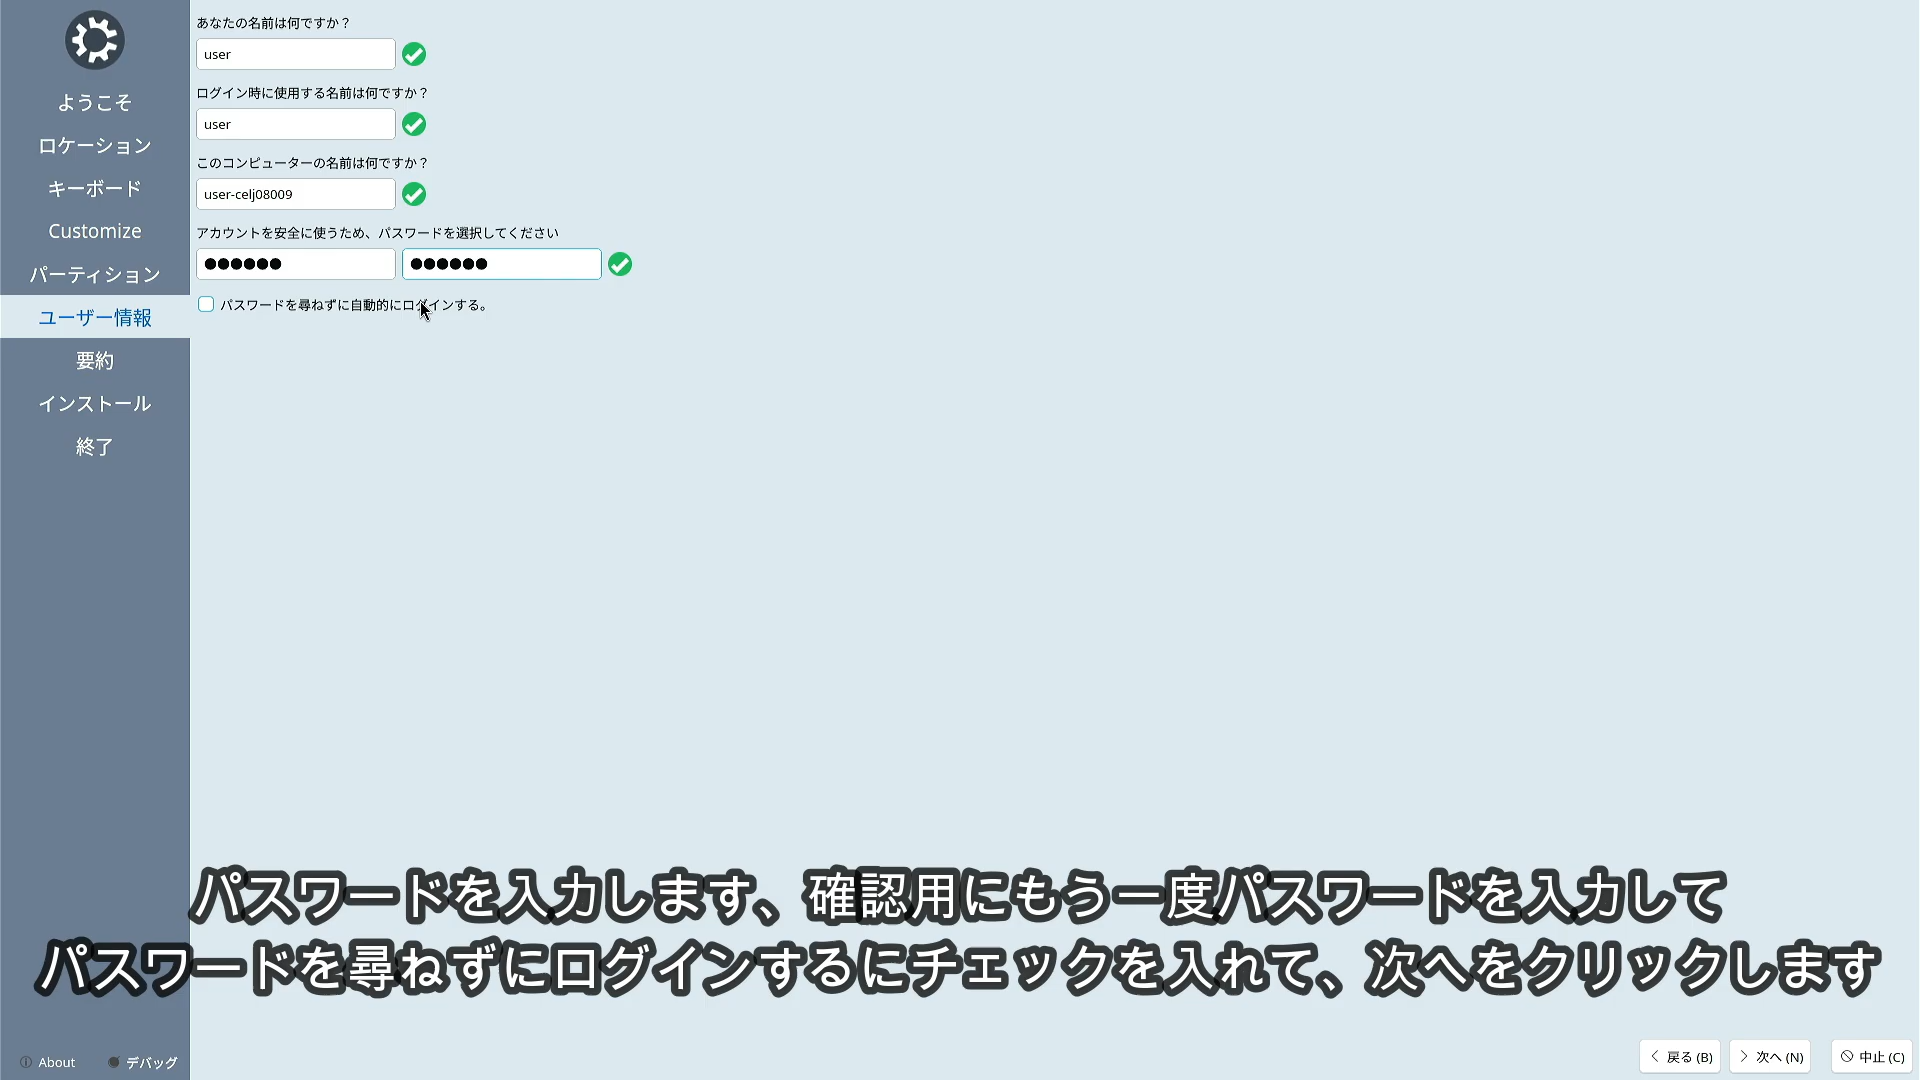 ようこそ
ロケーション
キーボード
Customize
パーティション
ユーザー情報
要約
インストール
終了
あなたの名前は何ですか？
user
ログイン時に使用する名前は何ですか？
user
このコンピューターの名前は何ですか？
user-celj08009
アカウントを安全に使うため、パスワードを選択してください
●●●●●● ●●●●●●
パスワードを尋ねずに自動的にログインする。
パスワードを入力します、確認用にもう一度パスワードを入力して
パスワードを尋ねずにログインするにチェックを入れて、次へをクリックします
About デバッグ
戻る (B) 次へ (N) 中止 (C)